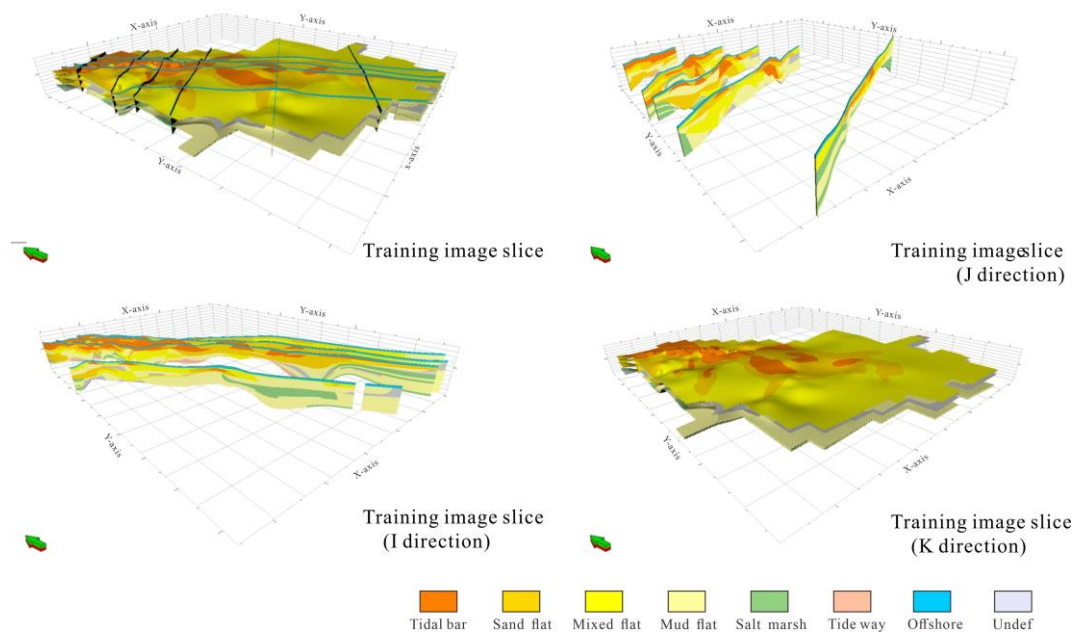 X-axis
Y-axis
Y-axis
x-axis
Training image slice
X-axis
Y-axis
Y-axis
X-axis
Training image slice
(J direction)
X-axis
Y-axis
Y-axis
X-axis
Training image slice
(I direction)
X-axis
Y-axis
Y-axis
X-axis
Training image slice
(K direction)
Tidal bar
Sand flat
Mixed flat
Mud flat
Salt marsh
Tide way
Offshore
Undef